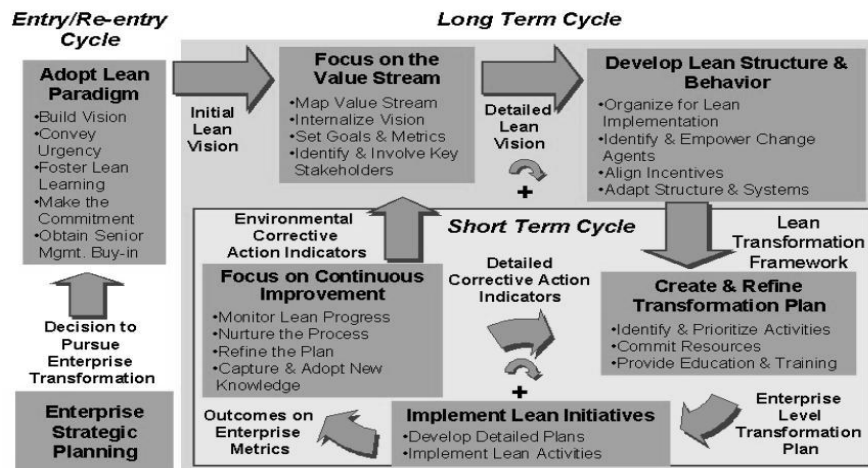 Entry/Re-entry
Cycle
Long Term Cycle
Adopt Lean
Paradigm
•Build Vision
•Convey
Urgency
•Foster Lean
Learning
•Make the
Commitment
•Obtain Senior
Mgmt. Buy-in
Initial
Lean
Vision
Focus on the
Value Stream
•Map Value Stream
•Internalize Vision
•Set Goals & Metrics
•Identify & Involve Key
Stakeholders
Detailed
Lean
Vision
+
Develop Lean Structure &
Behavior
•Organize for Lean
Implementation
•Identify & Empower Change
Agents
•Align Incentives
•Adapt Structure & Systems
Decision to
Pursue
Enterprise
Transformation
Enterprise
Strategic
Planning
Environmental
Corrective
Action Indicators
Short Term Cycle
Lean
Transformation
Framework
Focus on Continuous
Improvement
•Monitor Lean Progress
•Nurture the Process
•Refine the Plan
•Capture & Adopt New
Knowledge
Detailed
Corrective Action
Indicators
+
Create & Refine
Transformation Plan
•Identify & Prioritize Activities
•Commit Resources
•Provide Education & Training
Outcomes on
Enterprise
Metrics
Implement Lean Initiatives
•Develop Detailed Plans
•Implement Lean Activities
Enterprise
Level
Transformation
Plan